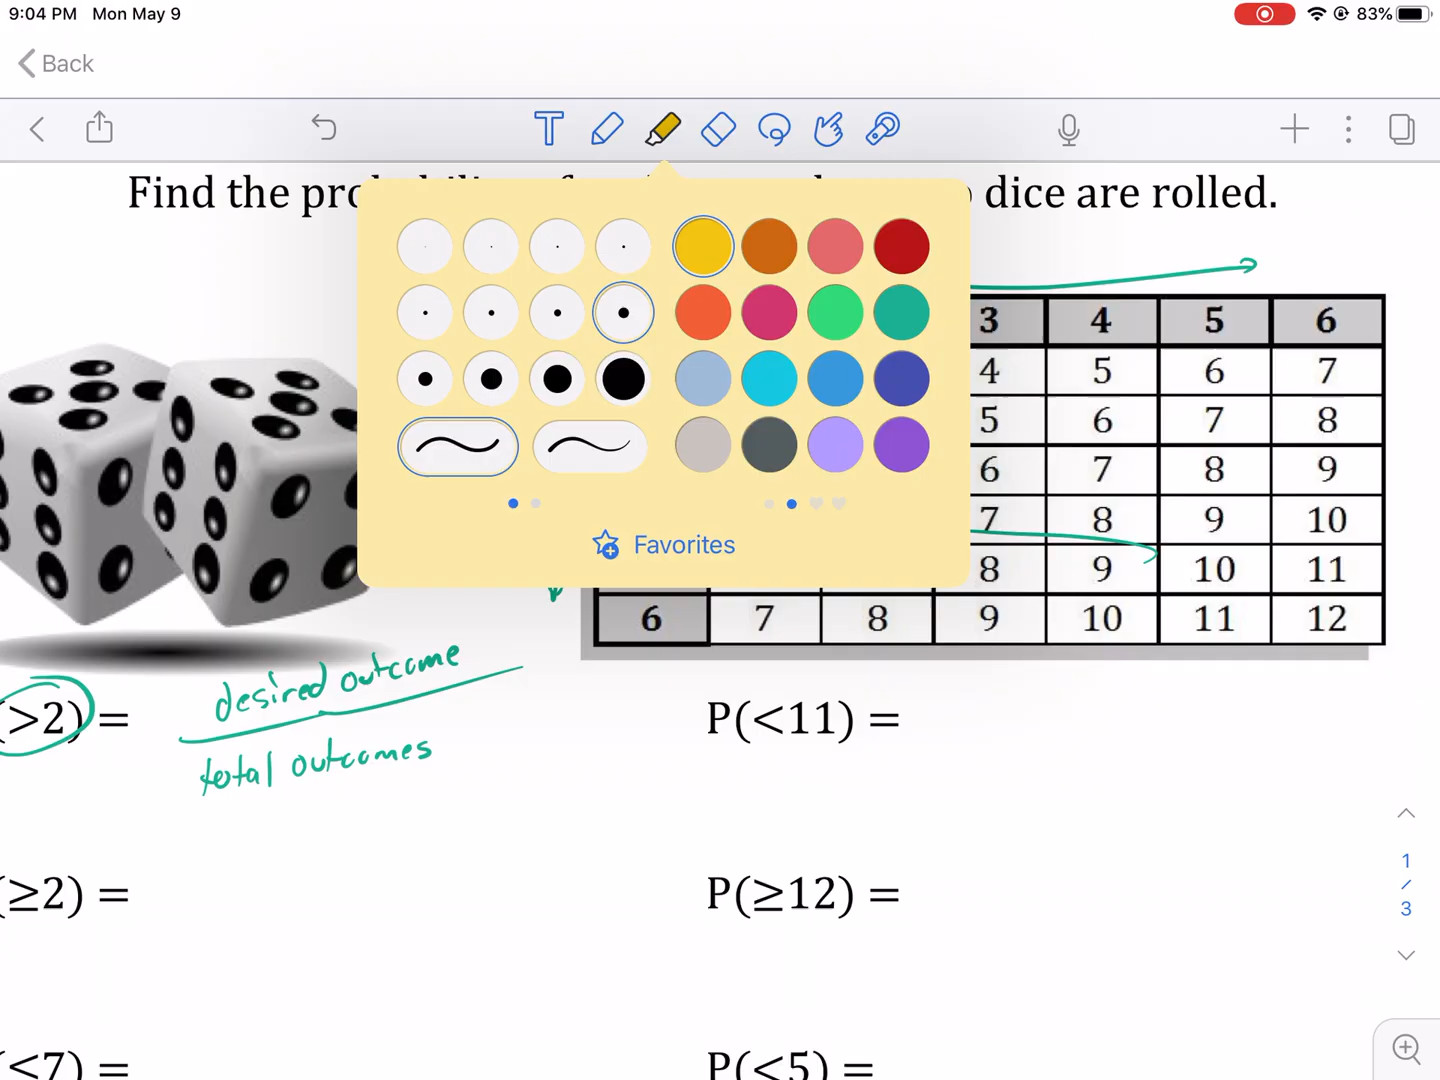 9:04 PM Mon May 9
83%
Back
T
Find the pro
dice are rolled.
3 4 5 6
4 5 6 7
5 6 7 8
6 7 8 9
7 8 9 10
8 9 10 11
6 7 8 9 10 11 12
Favorites
desired outcome
total outcomes
(>2) =
P(<11) =
(≥2) =
P(≥12) =
1
/
3
(<7) =
P(<5) =